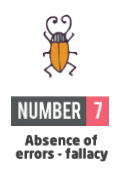 NUMBER 7
Absence of
errors - fallacy